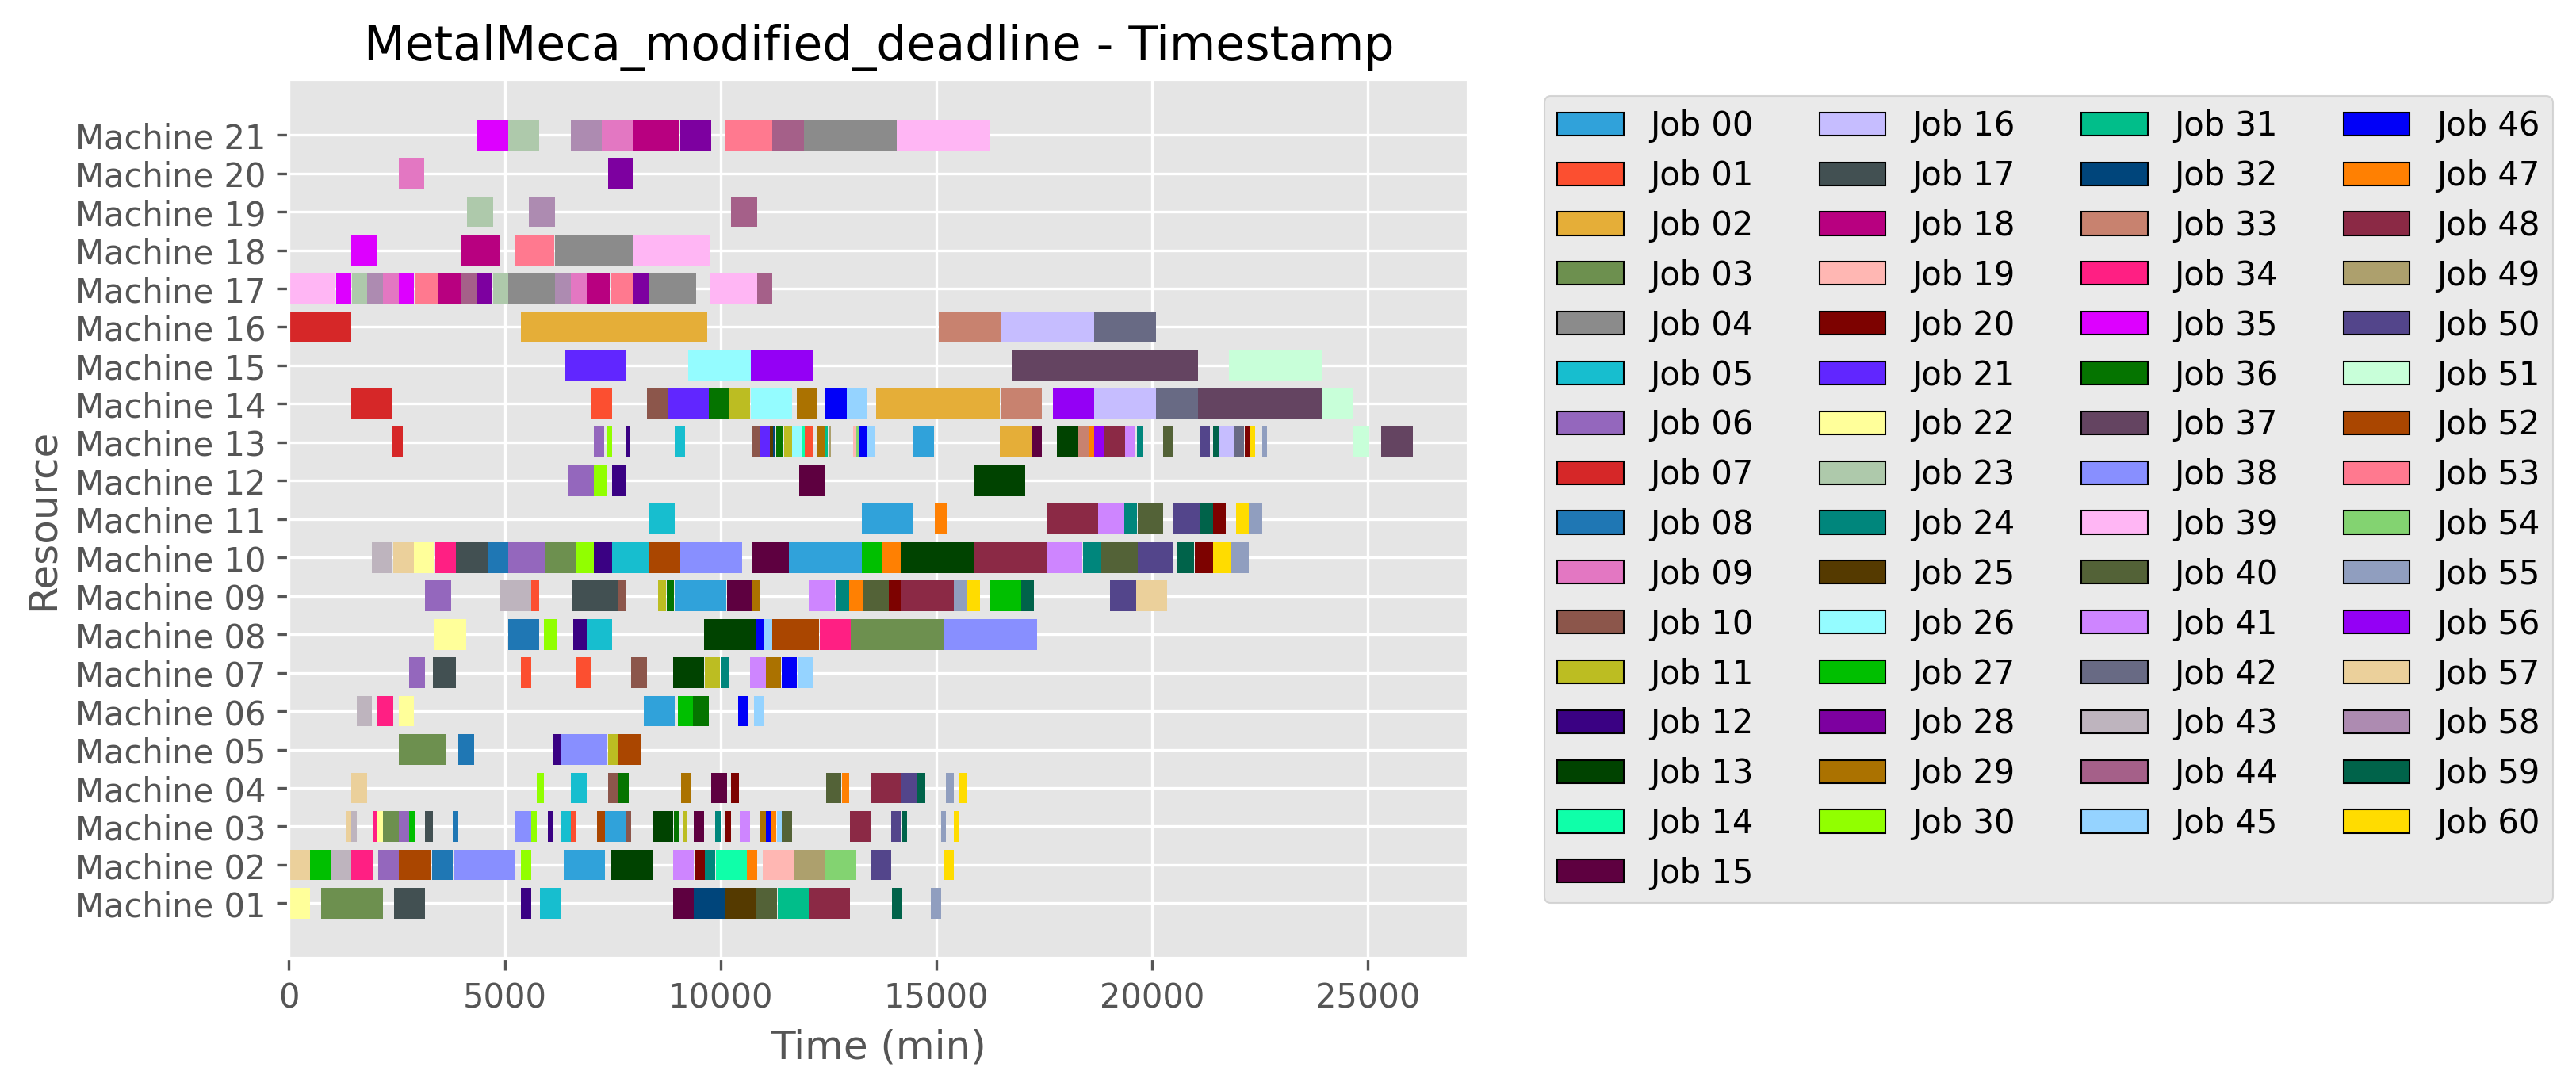 MetalMeca_modified_deadline - Timestamp
Resource
Machine 21
Machine 20
Machine 19
Machine 18
Machine 17
Machine 16
Machine 15
Machine 14
Machine 13
Machine 12
Machine 11
Machine 10
Machine 09
Machine 08
Machine 07
Machine 06
Machine 05
Machine 04
Machine 03
Machine 02
Machine 01
0 5000 10000 15000 20000 25000
Time (min)
Job 00 Job 16 Job 31 Job 46
Job 01 Job 17 Job 32 Job 47
Job 02 Job 18 Job 33 Job 48
Job 03 Job 19 Job 34 Job 49
Job 04 Job 20 Job 35 Job 50
Job 05 Job 21 Job 36 Job 51
Job 06 Job 22 Job 37 Job 52
Job 07 Job 23 Job 38 Job 53
Job 08 Job 24 Job 39 Job 54
Job 09 Job 25 Job 40 Job 55
Job 10 Job 26 Job 41 Job 56
Job 11 Job 27 Job 42 Job 57
Job 12 Job 28 Job 43 Job 58
Job 13 Job 29 Job 44 Job 59
Job 14 Job 30 Job 45 Job 60
Job 15